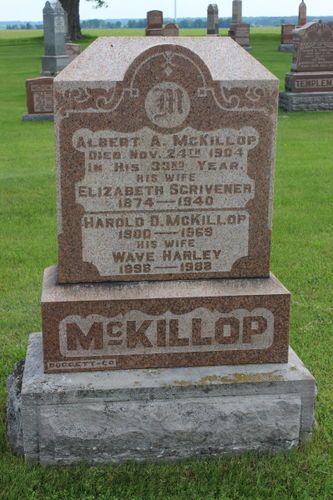 M
ALBERT A. MCKILLOP
DIED NOV. 24TH 1904
IN HIS 33RD YEAR.
HIS WIFE
ELIZABETH SCRIVENER
1874 – 1940
HAROLD D. MCKILLOP
1900 – 1969
HIS WIFE
WAVE HARLEY
1898 – 1988
MCKILLOP
DOGGETT-CO
TEMPLE